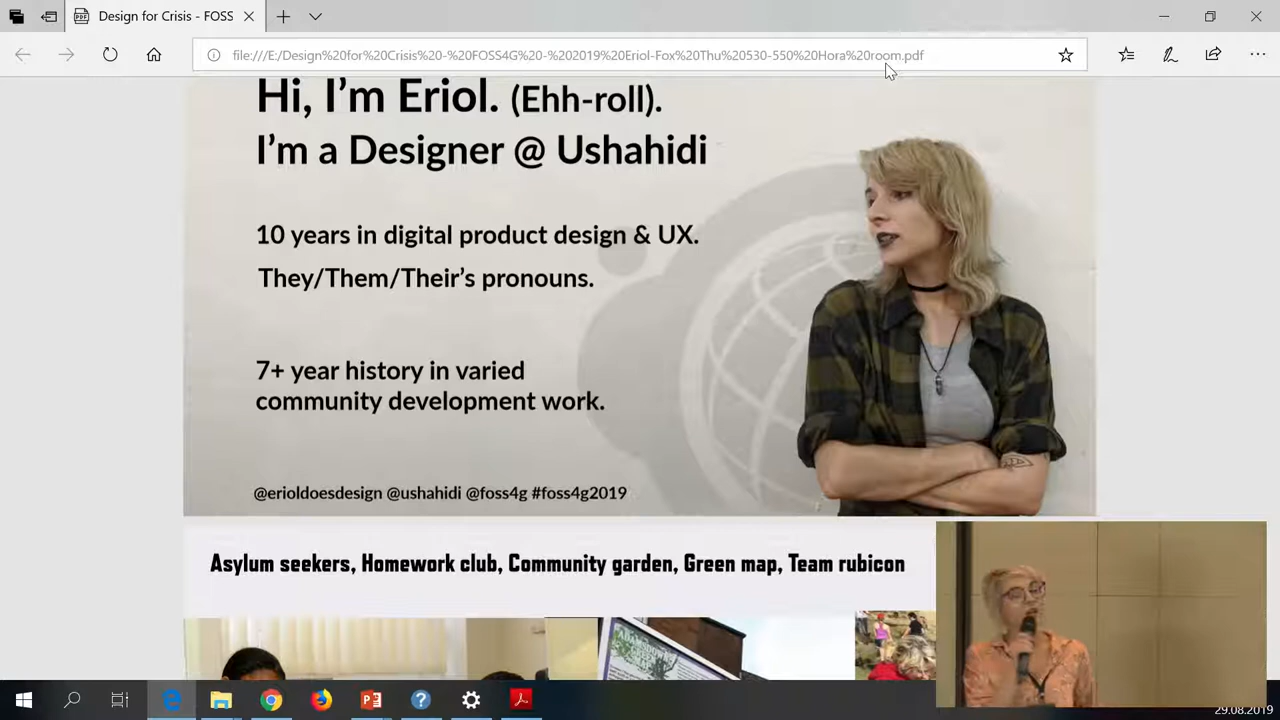 Design for Crisis - FOSS
file:///E:/Design%20for%20Crisis%20-%20FOSS4G%20-%202019%20Eriol-Fox%20Thu%20530-550%20Hora%20room.pdf
Hi, I'm Eriol. (Ehh-roll).
I'm a Designer @ Ushahidi
10 years in digital product design & UX.
They/Them/Their's pronouns.
7+ year history in varied
community development work.
@erioldoesdesign @ushahidi @foss4g #foss4g2019
Asylum seekers, Homework club, Community garden, Green map, Team rubicon
29.08.2019